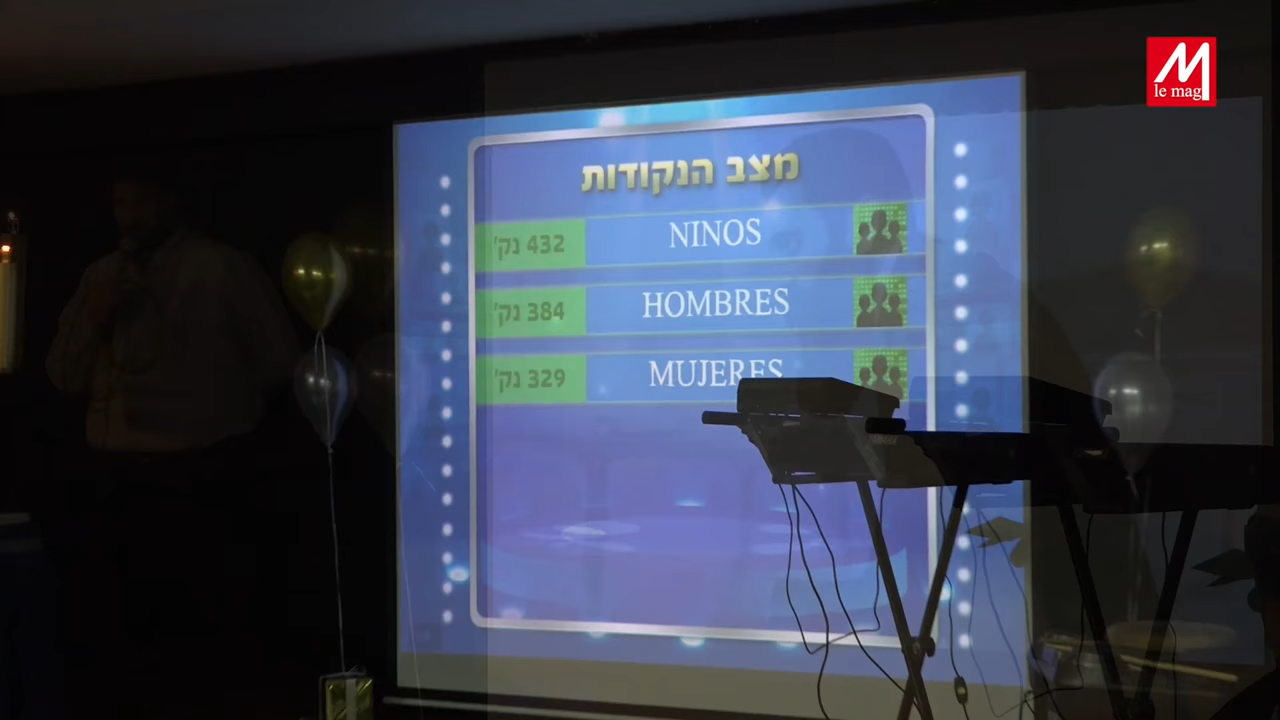 M
le mag
מצב הנקודות
NINOS
432 נק'
HOMBRES
384 נק'
MUJERES
329 נק'